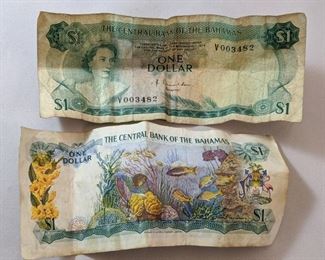 THE CENTRAL BANK OF THE BAHAMAS
$1 $1
V003482
ONE
DOLLAR
V003482
$1 $1
ONE
DOLLAR
THE CENTRAL BANK OF THE BAHAMAS
$1
$1 $1